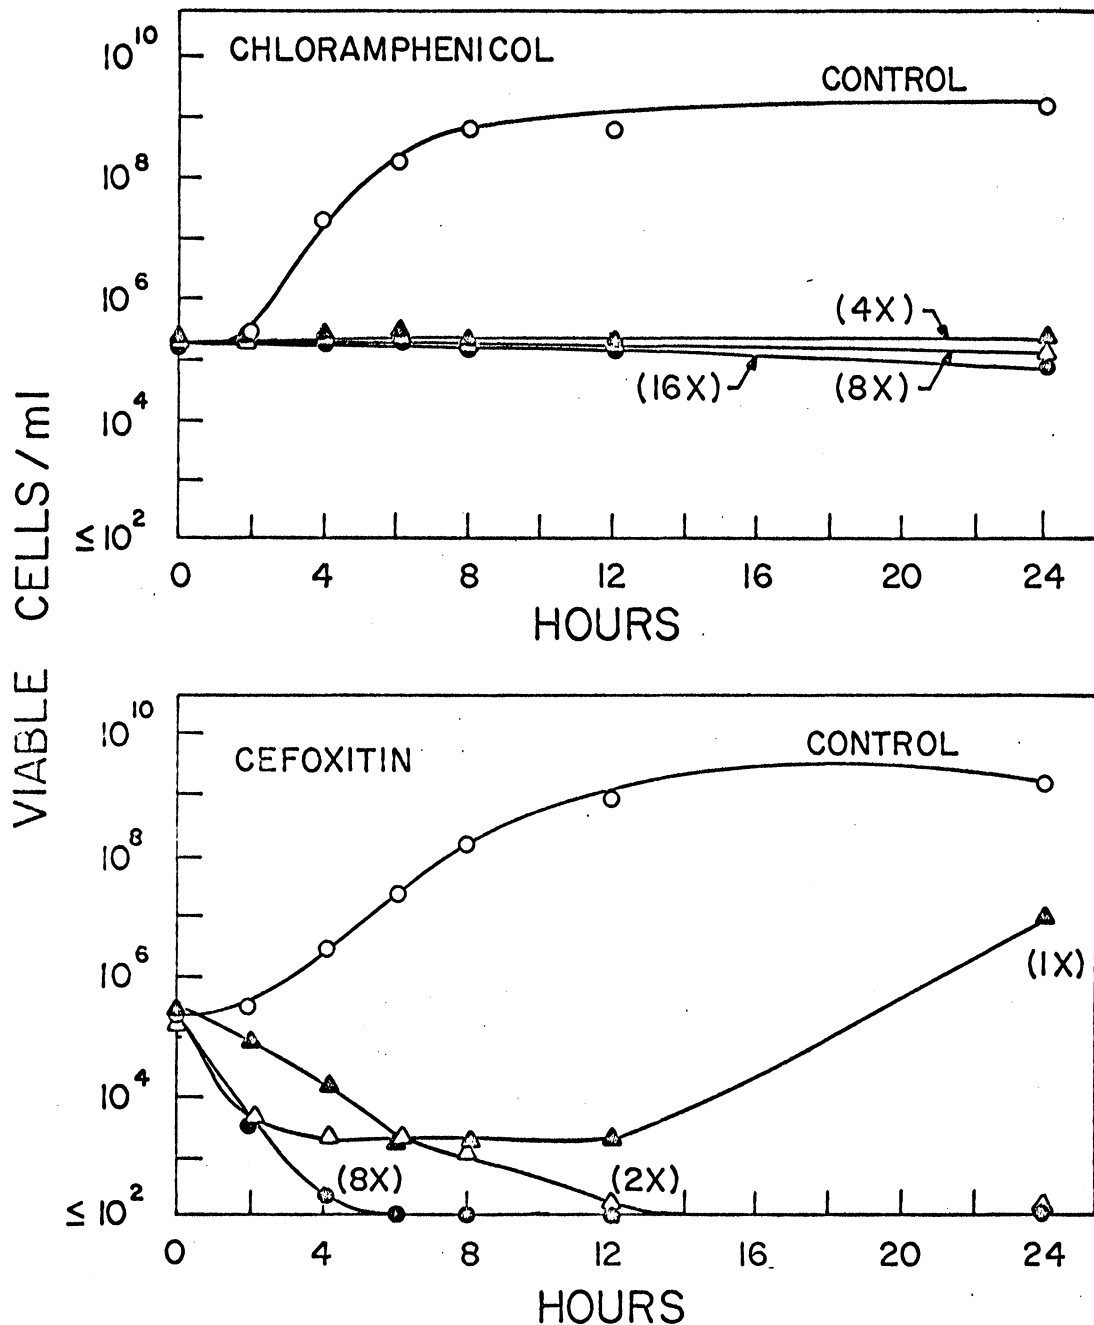 CHLORAMPHENICOL
CONTROL
10^10
10^8
10^6
10^4
≤10^2
(4X)
(16X)
(8X)
0 4 8 12 16 20 24
HOURS
VIABLE CELLS/ml
CEFOXITIN
CONTROL
10^10
10^8
10^6
10^4
≤10^2
(1X)
(8X)
(2X)
0 4 8 12 16 20 24
HOURS